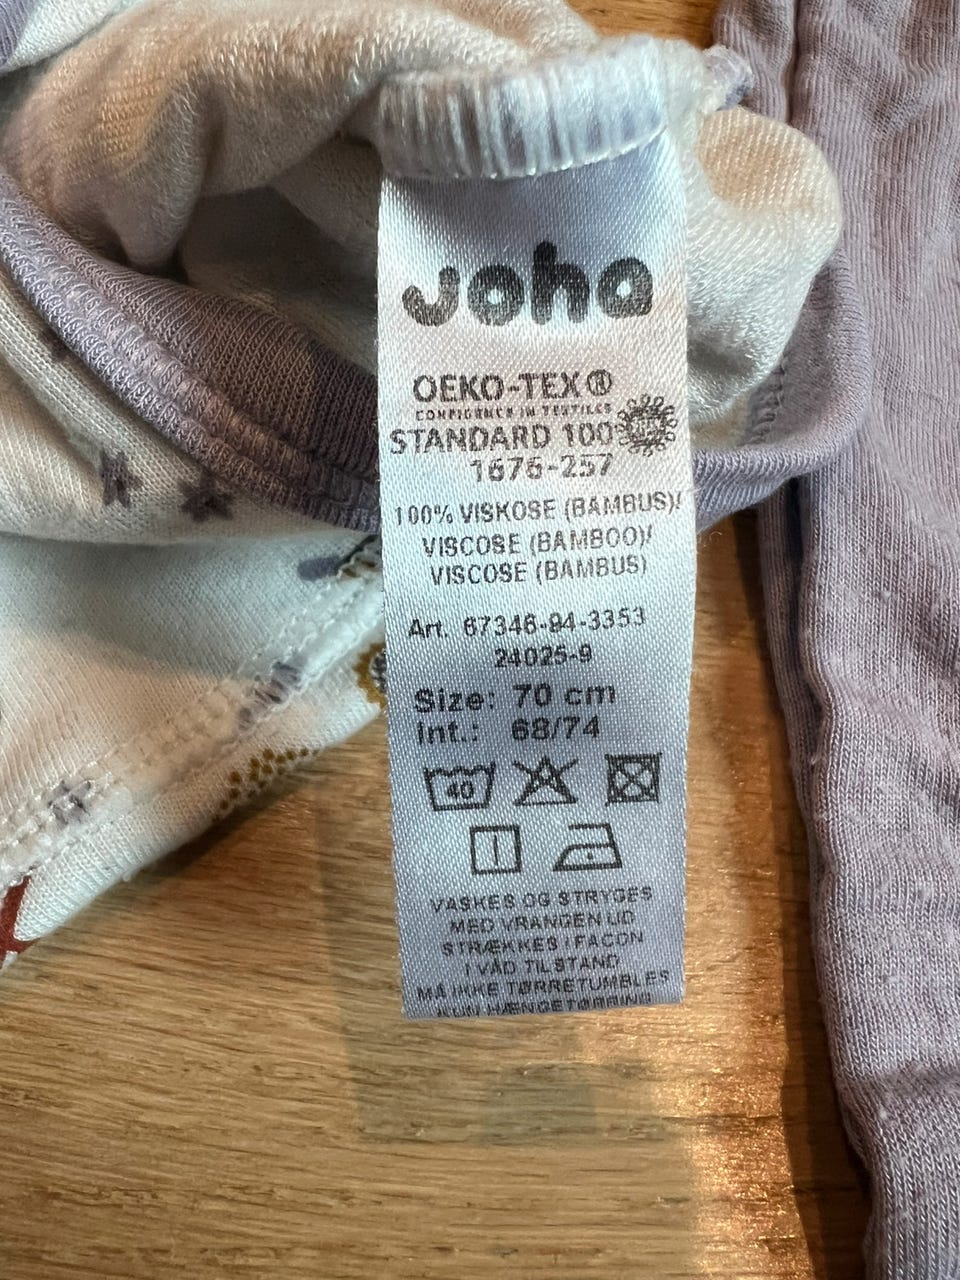 Joha
OEKO-TEX®
CONFIDENCE IN TEXTILES
STANDARD 100
1676-257
100% VISKOSE (BAMBUS)/
VISCOSE (BAMBOO)/
VISCOSE (BAMBUS)
Art. 67346-94-3353
24025-9
Size: 70 cm
Int.: 68/74
40
VASKES OG STRYGES
MED VRANGEN UD
STRÆKKES I FACON
I VÅD TILSTAND
MÅ IKKE TØRRETUMBLES
KUN HÆNGETØRRING